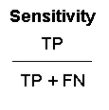 Sensitivity
TP
TP + FN